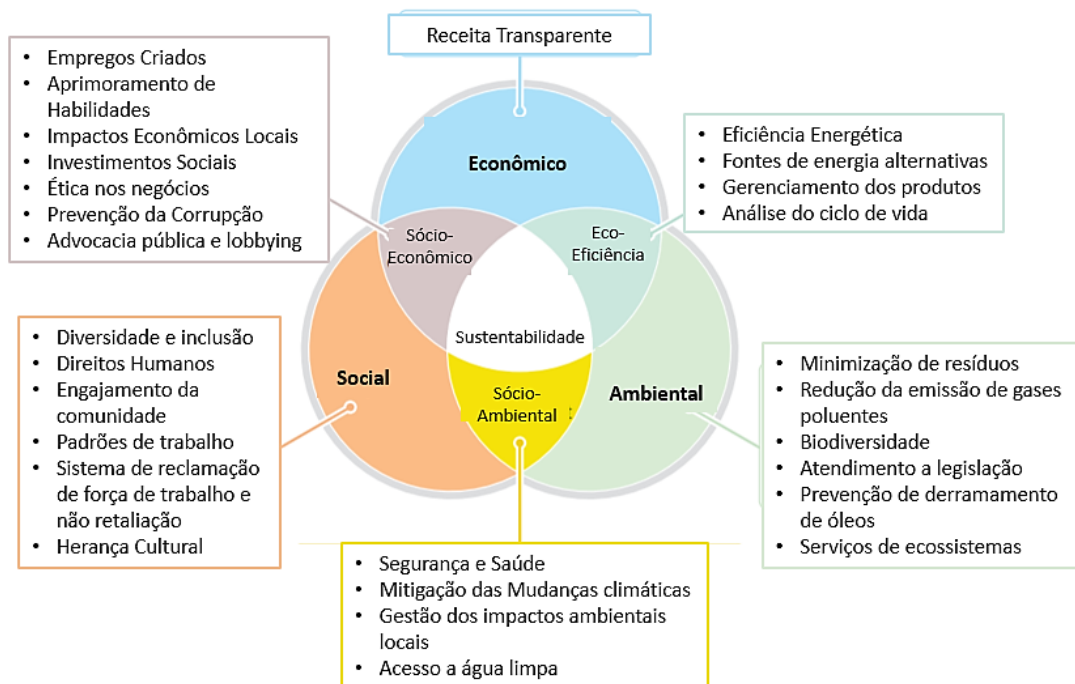 Receita Transparente
• Empregos Criados
• Aprimoramento de
Habilidades
• Impactos Econômicos Locais
• Investimentos Sociais
• Ética nos negócios
• Prevenção da Corrupção
• Advocacia pública e lobbying
• Eficiência Energética
• Fontes de energia alternativas
• Gerenciamento dos produtos
• Análise do ciclo de vida
Econômico
Sócio-
Econômico
Eco-
Eficiência
Sustentabilidade
Social
Sócio-
Ambiental
Ambiental
• Diversidade e inclusão
• Direitos Humanos
• Engajamento da
comunidade
• Padrões de trabalho
• Sistema de reclamação
de força de trabalho e
não retaliação
• Herança Cultural
• Minimização de resíduos
• Redução da emissão de gases
poluentes
• Biodiversidade
• Atendimento a legislação
• Prevenção de derramamento
de óleos
• Serviços de ecossistemas
• Segurança e Saúde
• Mitigação das Mudanças climáticas
• Gestão dos impactos ambientais
locais
• Acesso a água limpa